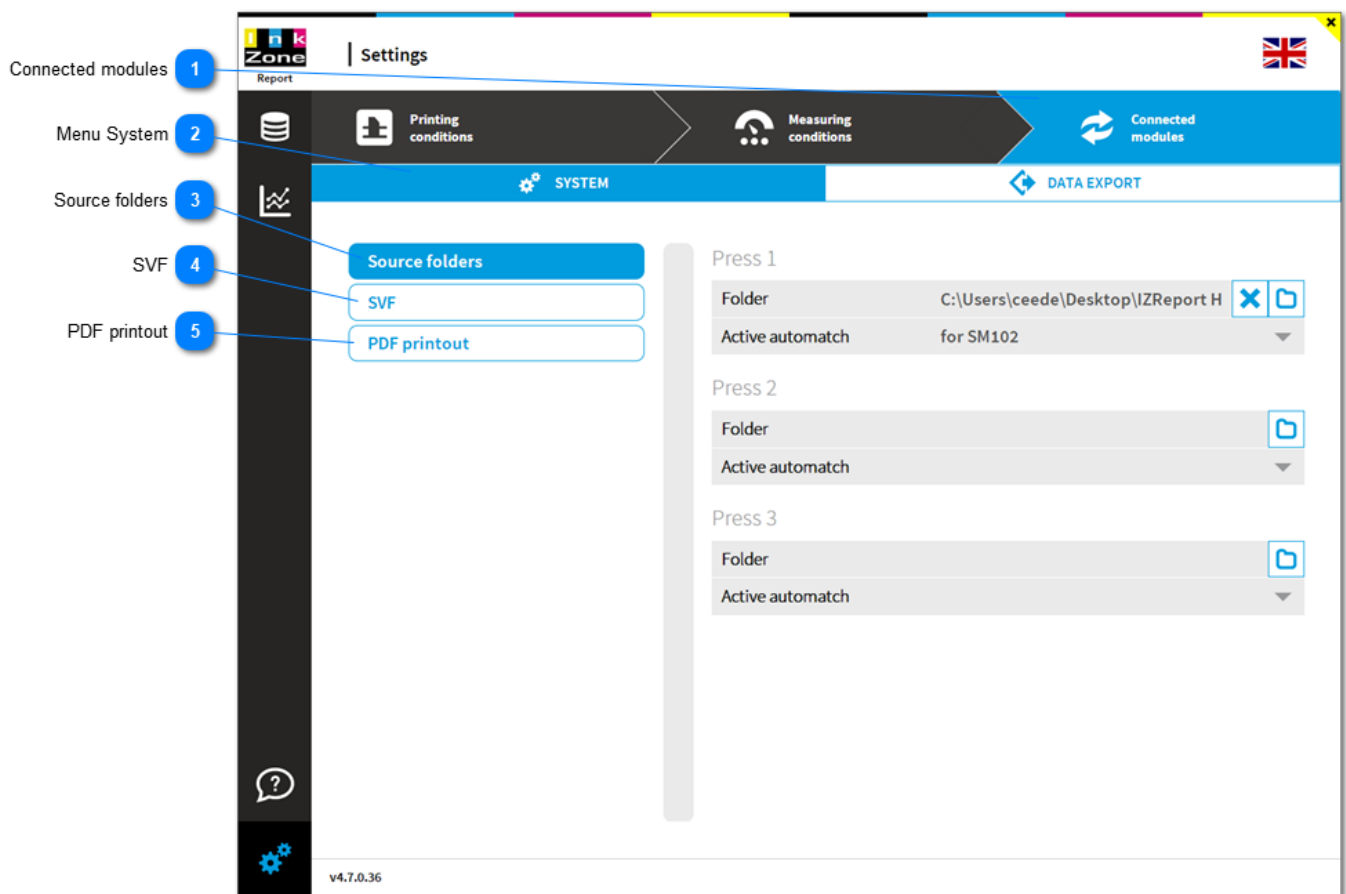 Connected modules 1
Menu System 2
Source folders 3
SVF 4
PDF printout 5
Ink
Zone
Report
Settings
×
Printing
conditions
Measuring
conditions
Connected
modules
SYSTEM
DATA EXPORT
Source folders
SVF
PDF printout
Press 1
Folder C:\Users\ceede\Desktop\IZReport H
Active automatch for SM102
Press 2
Folder
Active automatch
Press 3
Folder
Active automatch
?
v4.7.0.36